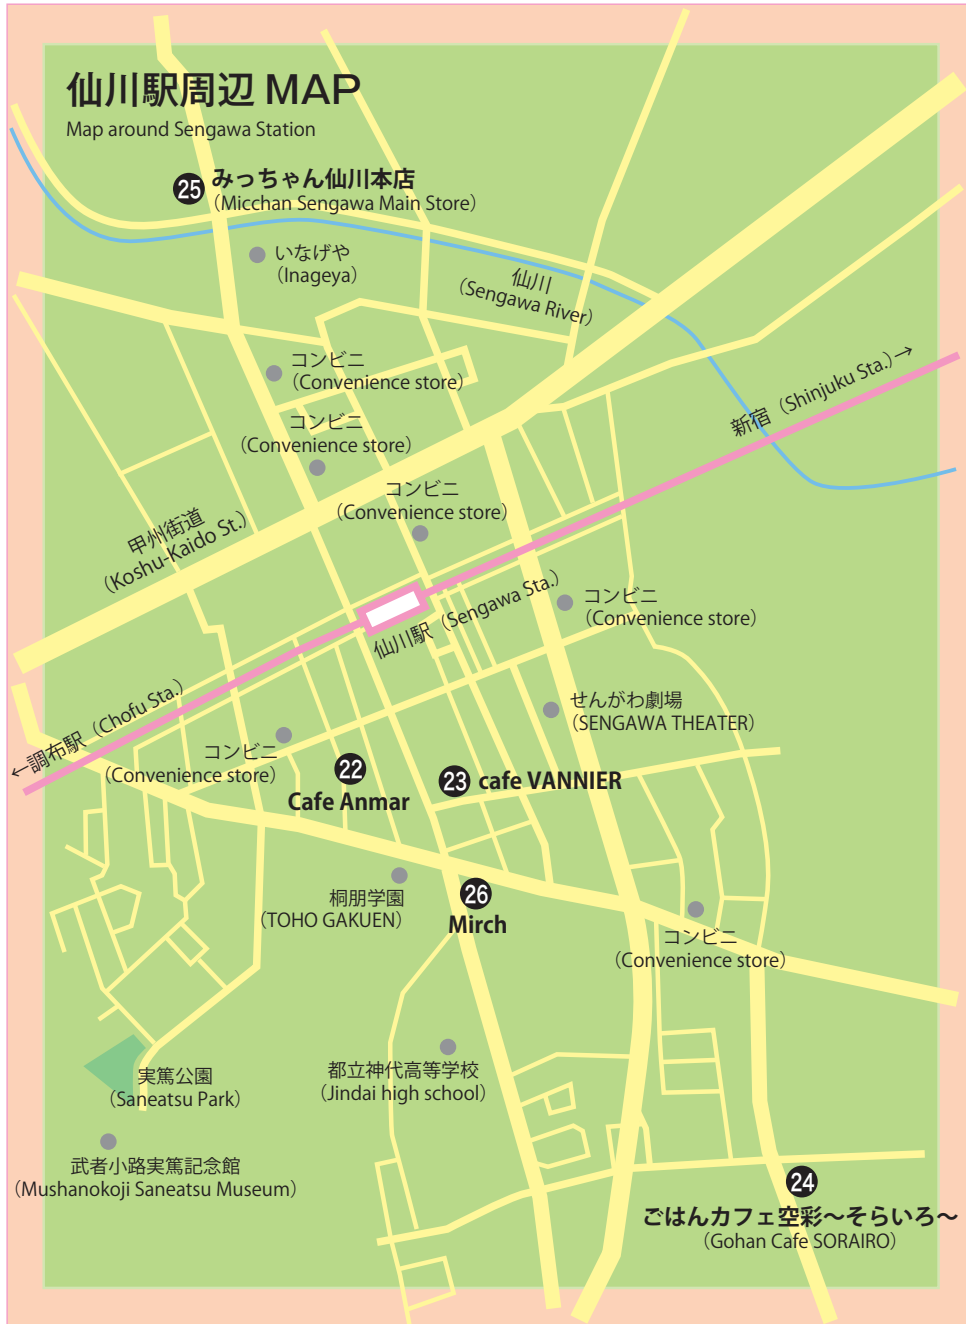 仙川駅周辺 MAP
Map around Sengawa Station
25 みっちゃん仙川本店
(Micchan Sengawa Main Store)
いなげや
(Inageya)
仙川
(Sengawa River)
コンビニ
(Convenience store)
新宿 (Shinjuku Sta.) →
コンビニ
(Convenience store)
コンビニ
(Convenience store)
甲州街道
(Koshu-Kaido St.)
仙川駅 (Sengawa Sta.)
コンビニ
(Convenience store)
せんがわ劇場
(SENGAWA THEATER)
←調布駅 (Chofu Sta.)
コンビニ
(Convenience store)
22
Cafe Anmar
23 cafe VANNIER
桐朋学園
(TOHO GAKUEN)
26
Mirch
コンビニ
(Convenience store)
実篤公園
(Saneatsu Park)
都立神代高等学校
(Jindai high school)
武者小路実篤記念館
(Mushanokoji Saneatsu Museum)
24
ごはんカフェ空彩〜そらいろ〜
(Gohan Cafe SORAIRO)